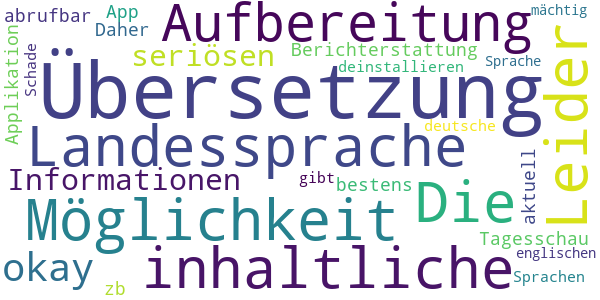 abrufbar App Aufbereitung mächtig
Daher
Applikation Schade seriösen Berichterstattung Leider
deinstallieren Sprache
Übersetzung
Landessprache deutsche
Informationen gibt bestens aktuell
Möglichkeit Die
Tagesschau
okay inhaltliche englischen
zb Sprachen